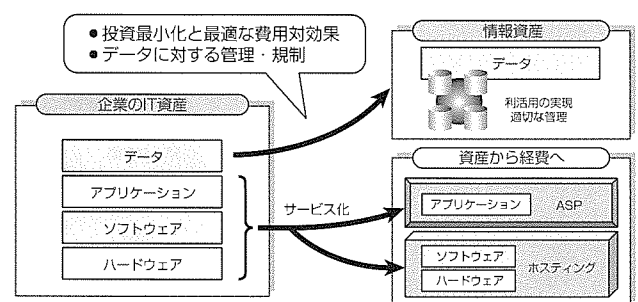 ● 投資最小化と最適な費用対効果
● データに対する管理・規制
企業のIT資産
データ
アプリケーション
ソフトウェア
ハードウェア
サービス化
情報資産
データ
利活用の実現
適切な管理
資産から経費へ
アプリケーション
ASP
ソフトウェア
ハードウェア
ホスティング